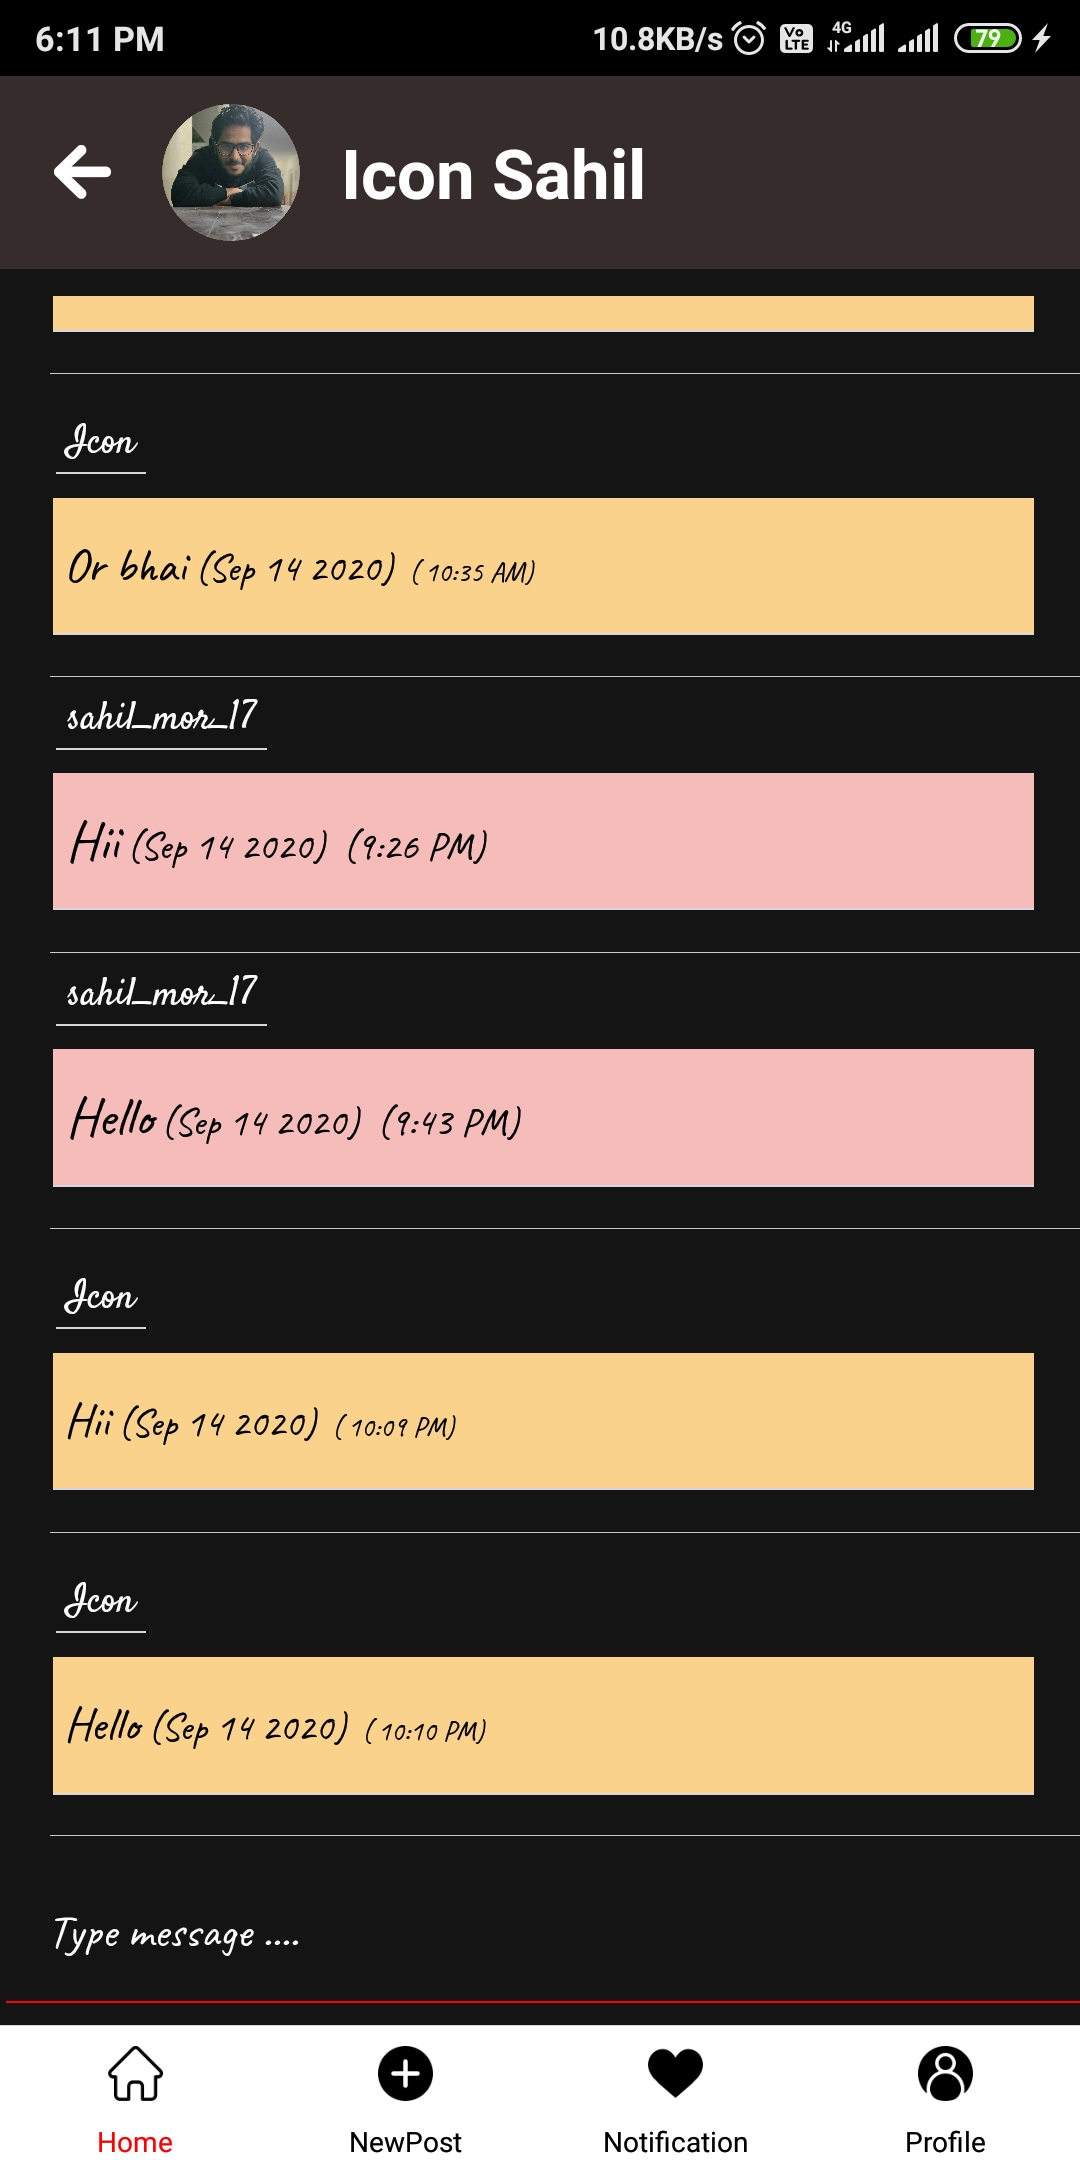 6:11 PM 10.8KB/s Vo LTE 4G 79
Icon Sahil
Icon
Or bhai (Sep 14 2020) ( 10:35 AM)
sahil_mor_17
Hii (Sep 14 2020) (9:26 PM)
sahil_mor_17
Hello (Sep 14 2020) (9:43 PM)
Icon
Hii (Sep 14 2020) ( 10:09 PM)
Icon
Hello (Sep 14 2020) ( 10:10 PM)
Type message ....
Home NewPost Notification Profile